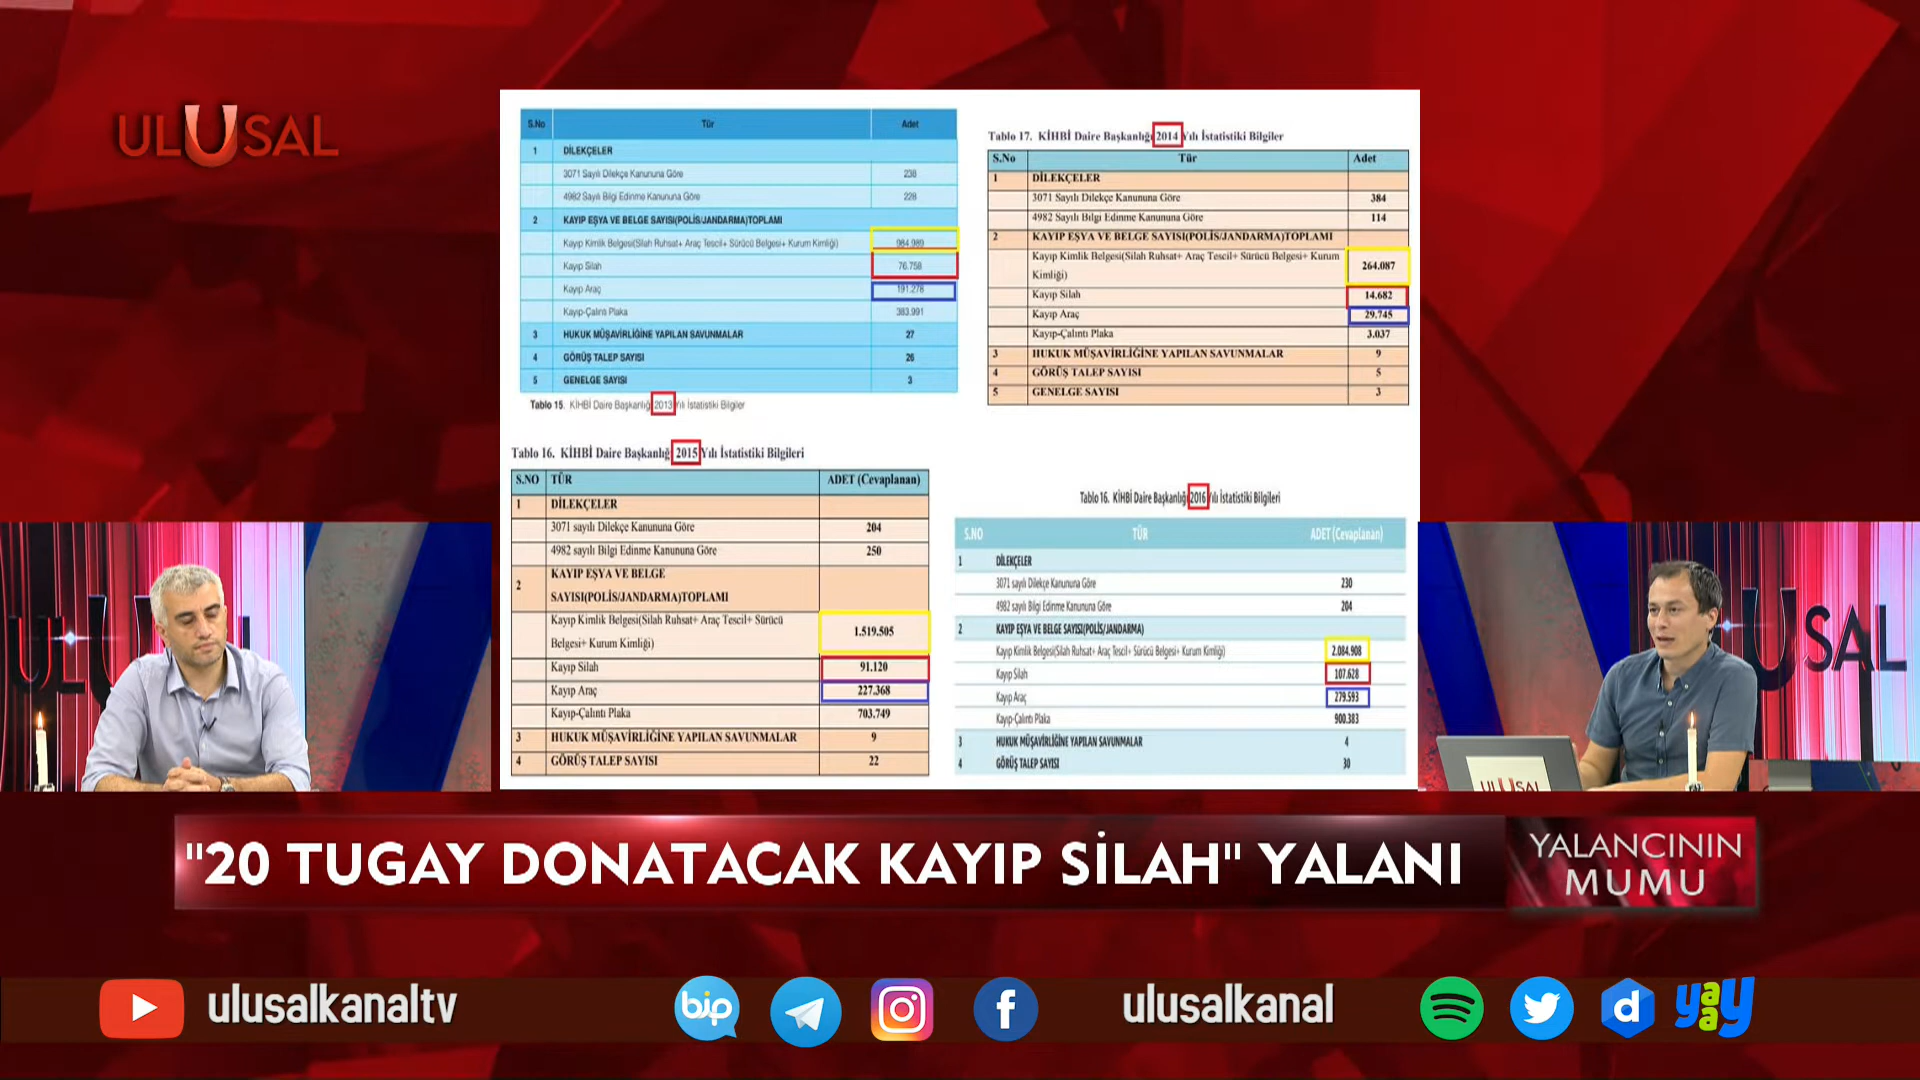 ULUSAL
S.No Tür Adet
1 DİLEKÇELER
3071 Sayılı Dilekçe Kanununa Göre 238
4982 Sayılı Bilgi Edinme Kanununa Göre 228
2 KAYIP EŞYA VE BELGE SAYISI(POLİS/JANDARMA)TOPLAMI
Kayıp Kimlik Belgesi(Silah Ruhsat+ Araç Tescil+ Sürücü Belgesi+ Kurum Kimliği) 984.989
Kayıp Silah 76.758
Kayıp Araç 191.278
Kayıp-Çalıntı Plaka 383.991
3 HUKUK MÜŞAVİRLİĞİNE YAPILAN SAVUNMALAR 27
4 GÖRÜŞ TALEP SAYISI 26
5 GENELGE SAYISI 3
Tablo 15. KİHBİ Daire Başkanlığı 2013 Yılı İstatistiki Bilgiler
Tablo 17. KİHBİ Daire Başkanlığı 2014 Yılı İstatistiki Bilgiler
S.No Tür Adet
1 DİLEKÇELER
3071 Sayılı Dilekçe Kanununa Göre 384
4982 Sayılı Bilgi Edinme Kanununa Göre 114
2 KAYIP EŞYA VE BELGE SAYISI(POLİS/JANDARMA)TOPLAMI
Kayıp Kimlik Belgesi(Silah Ruhsat+ Araç Tescil+ Sürücü Belgesi+ Kurum
Kimliği) 264.087
Kayıp Silah 14.682
Kayıp Araç 29.745
Kayıp-Çalıntı Plaka 3.037
3 HUKUK MÜŞAVİRLİĞİNE YAPILAN SAVUNMALAR 9
4 GÖRÜŞ TALEP SAYISI 5
5 GENELGE SAYISI 3
Tablo 16. KİHBİ Daire Başkanlığı 2015 Yılı İstatistiki Bilgileri
S.NO TÜR ADET (Cevaplanan)
1 DİLEKÇELER
3071 sayılı Dilekçe Kanununa Göre 204
4982 sayılı Bilgi Edinme Kanununa Göre 250
2 KAYIP EŞYA VE BELGE
SAYISI(POLİS/JANDARMA)TOPLAMI
Kayıp Kimlik Belgesi(Silah Ruhsat+ Araç Tescil+ Sürücü
Belgesi+ Kurum Kimliği) 1.519.505
Kayıp Silah 91.120
Kayıp Araç 227.368
Kayıp-Çalıntı Plaka 703.749
3 HUKUK MÜŞAVİRLİĞİNE YAPILAN SAVUNMALAR 9
4 GÖRÜŞ TALEP SAYISI 22
Tablo 16. KİHBİ Daire Başkanlığı 2016 Yılı İstatistiki Bilgileri
S.NO TÜR ADET (Cevaplanan)
1 DİLEKÇELER
3071 sayılı Dilekçe Kanununa Göre 230
4982 sayılı Bilgi Edinme Kanununa Göre 204
2 KAYIP EŞYA VE BELGE SAYISI(POLİS/JANDARMA)
Kayıp Kimlik Belgesi(Silah Ruhsat+ Araç Tescil+ Sürücü Belgesi+ Kurum Kimliği) 2.084.908
Kayıp Silah 107.628
Kayıp Araç 279.593
Kayıp-Çalıntı Plaka 900.383
3 HUKUK MÜŞAVİRLİĞİNE YAPILAN SAVUNMALAR 4
4 GÖRÜŞ TALEP SAYISI 30
USAL
ULUSAL
"20 TUGAY DONATACAK KAYIP SİLAH" YALANI
YALANCININ
MUMU
ulusalkanaltv
bip
ulusalkanal
d
yaay